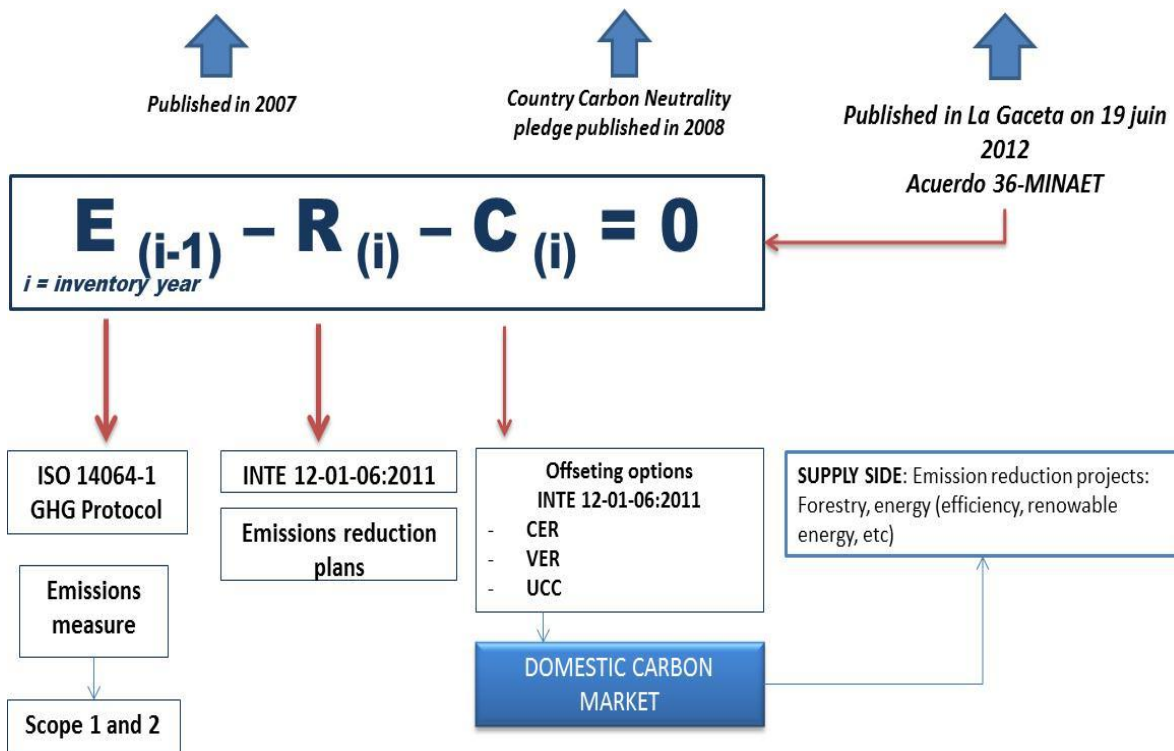 Published in 2007
Country Carbon Neutrality
pledge published in 2008
Published in La Gaceta on 19 juin
2012
Acuerdo 36-MINAET
E (i-1) – R (i) – C (i) = 0
i = inventory year
ISO 14064-1
GHG Protocol
INTE 12-01-06:2011
Emissions reduction
plans
Offseting options
INTE 12-01-06:2011
- CER
- VER
- UCC
SUPPLY SIDE: Emission reduction projects:
Forestry, energy (efficiency, renowable
energy, etc)
Emissions
measure
DOMESTIC CARBON
MARKET
Scope 1 and 2